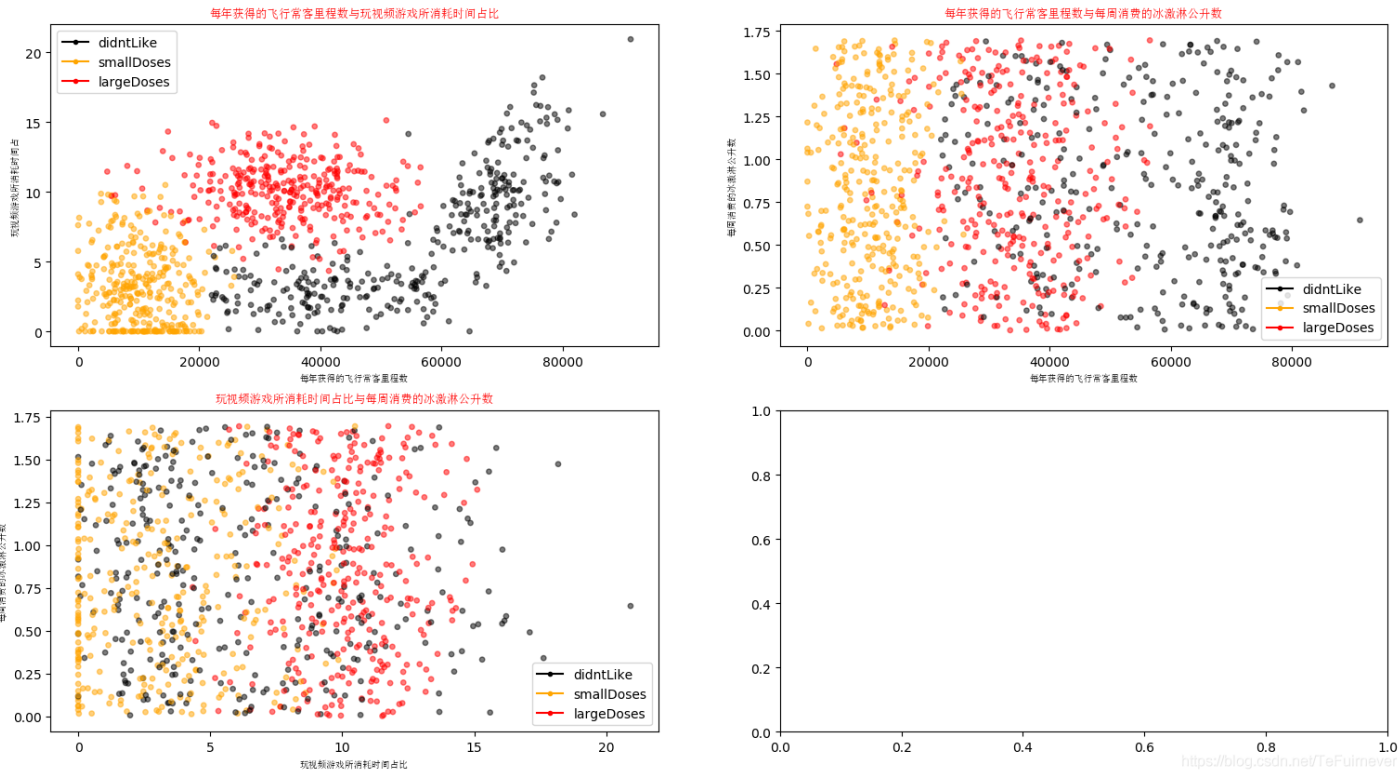 每年获得的飞行常客里程数与玩视频游戏所消耗时间占比
didntLike
smallDoses
largeDoses
20
15
10
5
0
玩视频游戏所消耗时间占
0
20000
40000
60000
80000
每年获得的飞行常客里程数
每年获得的飞行常客里程数与每周消费的冰激淋公升数
1.75
1.50
1.25
1.00
0.75
0.50
0.25
0.00
每周消费的冰激淋公升数
didntLike
smallDoses
largeDoses
0
20000
40000
60000
80000
每年获得的飞行常客里程数
玩视频游戏所消耗时间占比与每周消费的冰激淋公升数
1.75
1.50
1.25
1.00
0.75
0.50
0.25
0.00
每周消费的冰激淋公升数
didntLike
smallDoses
largeDoses
0
5
10
15
20
玩视频游戏所消耗时间占比
1.0
0.8
0.6
0.4
0.2
0.0
0.0
0.2
0.4
0.6
0.8
1.0
https://blog.csdn.net/TeFuirnever